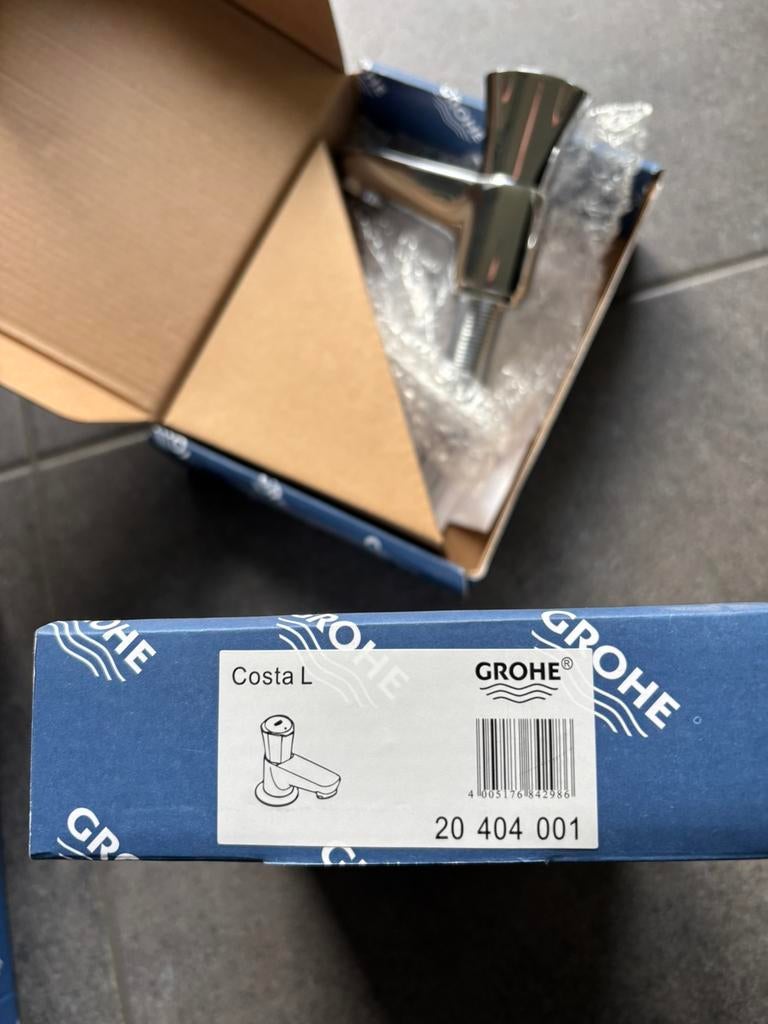 GROHE
GROHE
GROHE
Costa L
GROHE®
4 005176 842986
20 404 001